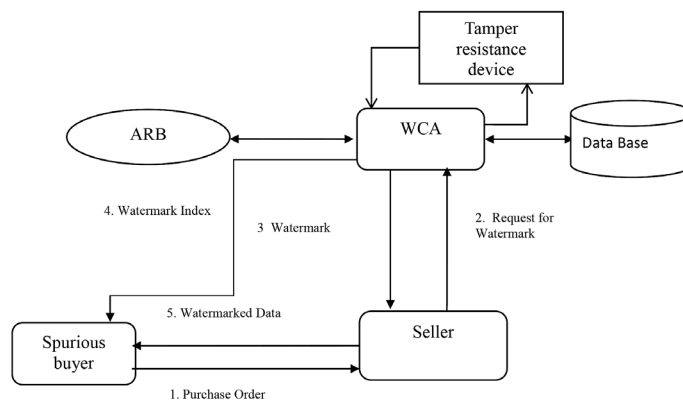 Tamper
resistance
device
ARB
WCA
Data Base
4. Watermark Index
3 Watermark
2. Request for
Watermark
5. Watermarked Data
Spurious
buyer
Seller
1. Purchase Order